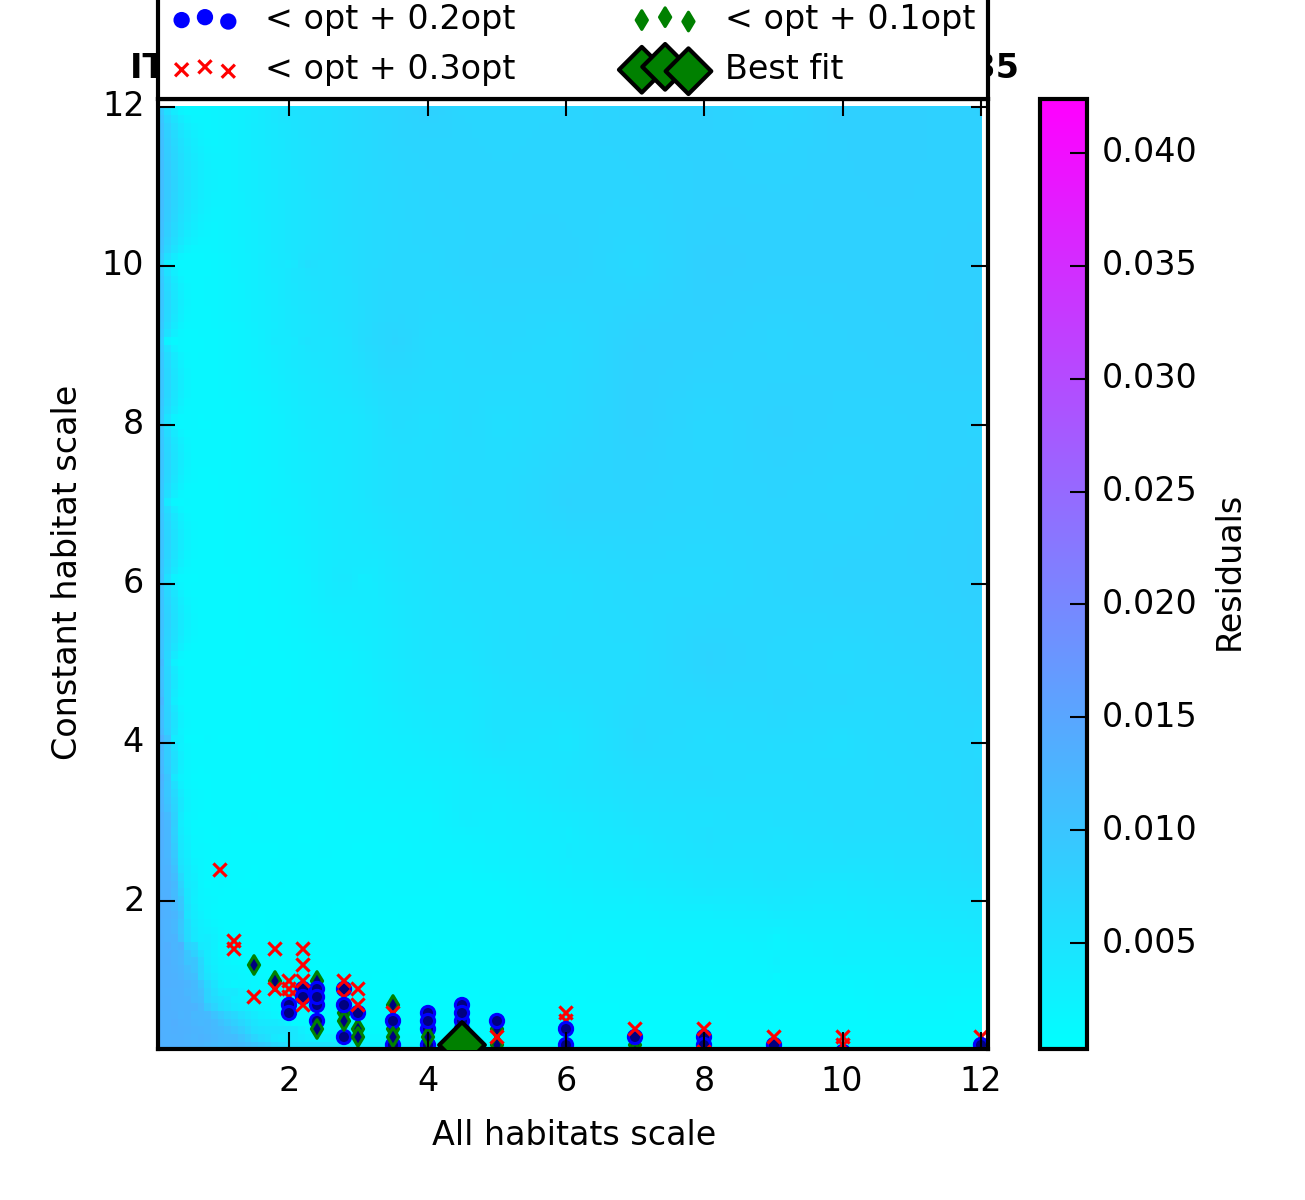 < opt + 0.2opt < opt + 0.1opt
< opt + 0.3opt Best fit
12
10
8
6
4
2
2 4 6 8 10 12
All habitats scale
Constant habitat scale
0.040
0.035
0.030
0.025
0.020
0.015
0.010
0.005
Residuals